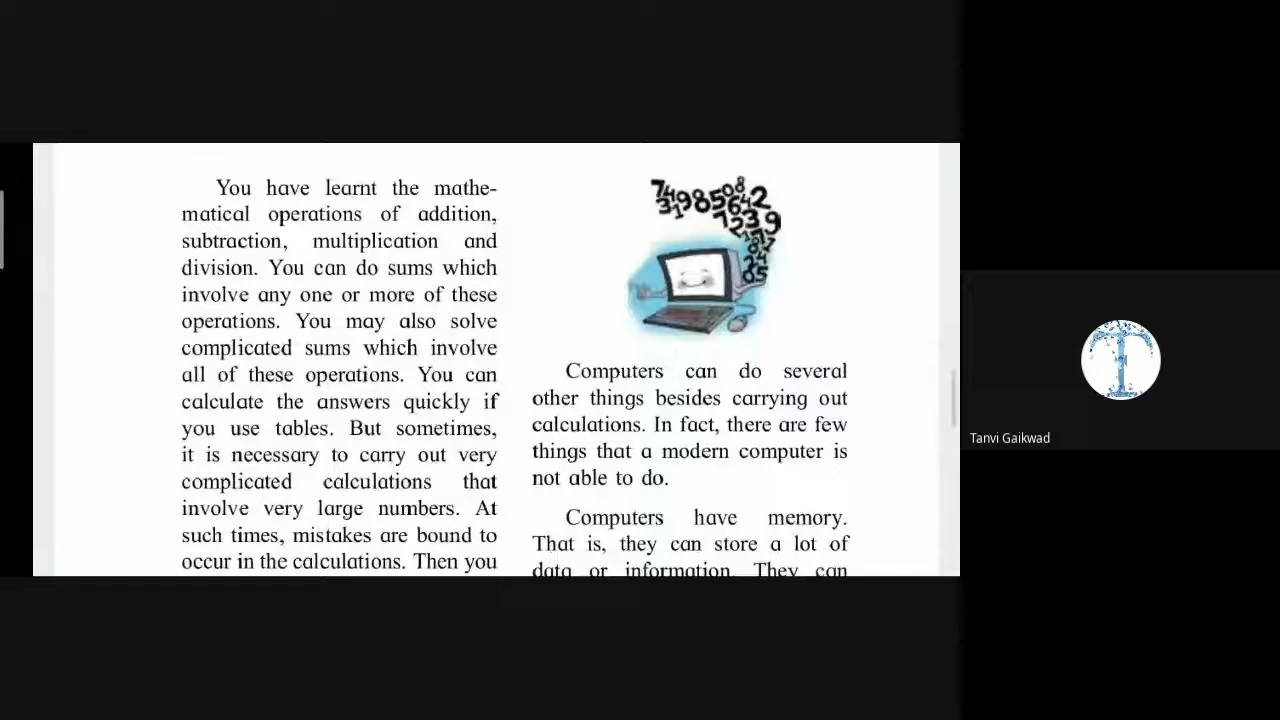 You have learnt the mathe-
matical operations of addition,
subtraction, multiplication and
division. You can do sums which
involve any one or more of these
operations. You may also solve
complicated sums which involve
all of these operations. You can
calculate the answers quickly if
you use tables. But sometimes,
it is necessary to carry out very
complicated calculations that
involve very large numbers. At
such times, mistakes are bound to
occur in the calculations. Then you
Computers can do several
other things besides carrying out
calculations. In fact, there are few
things that a modern computer is
not able to do.
Computers have memory.
That is, they can store a lot of
data or information. They can
T
Tanvi Gaikwad